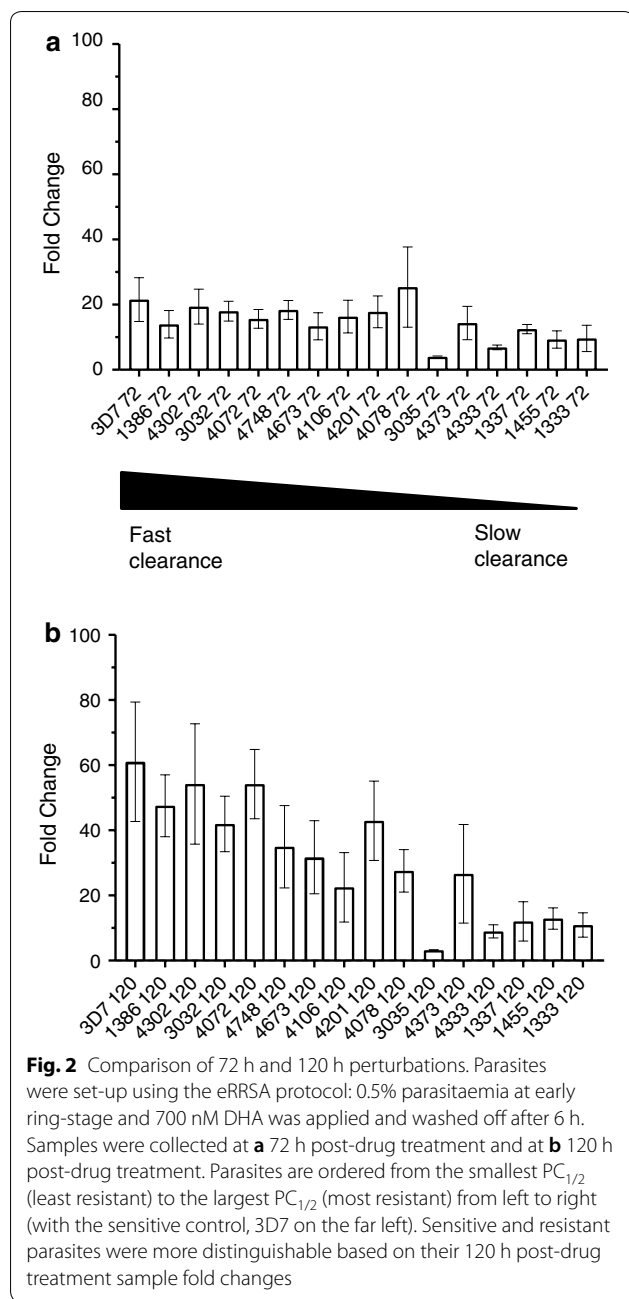 a
100
80
60
40
20
0
Fold Change
3D7 72
1386 72
4302 72
3032 72
4072 72
4748 72
4673 72
4106 72
4201 72
4078 72
3035 72
4373 72
4333 72
1337 72
1455 72
1333 72
Fast clearance
Slow clearance
b
100
80
60
40
20
0
Fold Change
3D7 120
1386 120
4302 120
3032 120
4072 120
4748 120
4673 120
4106 120
4201 120
4078 120
3035 120
4373 120
4333 120
1337 120
1455 120
1333 120
Fig. 2 Comparison of 72 h and 120 h perturbations. Parasites
were set-up using the eRRSA protocol: 0.5% parasitaemia at early
ring-stage and 700 nM DHA was applied and washed off after 6 h.
Samples were collected at a 72 h post-drug treatment and at b 120 h
post-drug treatment. Parasites are ordered from the smallest PC1/2
(least resistant) to the largest PC1/2 (most resistant) from left to right
(with the sensitive control, 3D7 on the far left). Sensitive and resistant
parasites were more distinguishable based on their 120 h post-drug
treatment sample fold changes